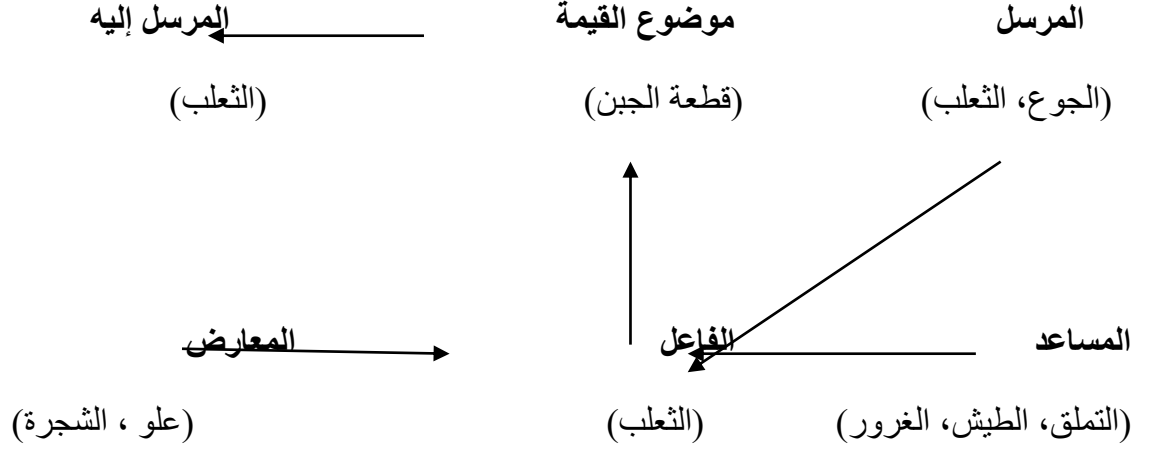 المرسل موضوع القيمة المرسل إليه
(الجوع، الثعلب) (قطعة الجبن) (الثعلب)
المساعد الفاعل المعارض
(التملق، الطيش، الغرور) (الثعلب) (علو ، الشجرة)